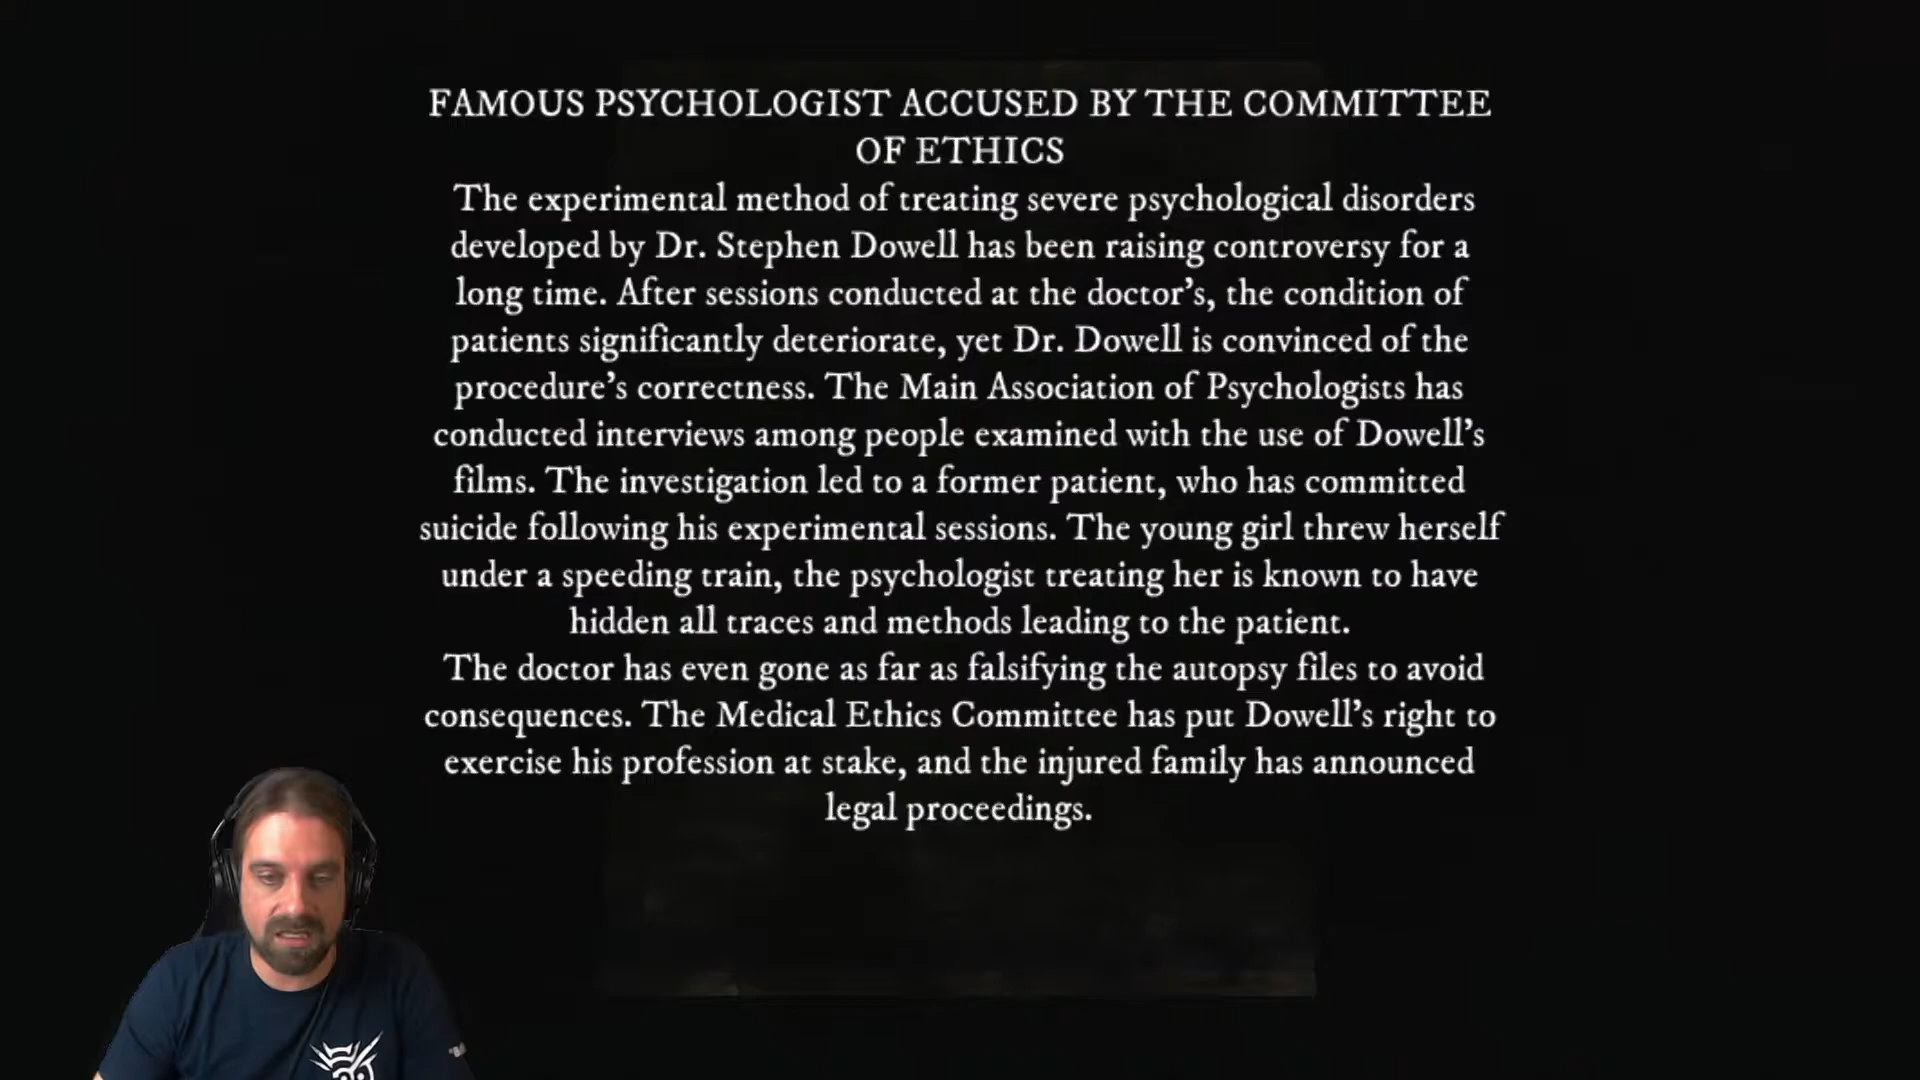 FAMOUS PSYCHOLOGIST ACCUSED BY THE COMMITTEE
OF ETHICS
The experimental method of treating severe psychological disorders
developed by Dr. Stephen Dowell has been raising controversy for a
long time. After sessions conducted at the doctor's, the condition of
patients significantly deteriorate, yet Dr. Dowell is convinced of the
procedure's correctness. The Main Association of Psychologists has
conducted interviews among people examined with the use of Dowell's
films. The investigation led to a former patient, who has committed
suicide following his experimental sessions. The young girl threw herself
under a speeding train, the psychologist treating her is known to have
hidden all traces and methods leading to the patient.
The doctor has even gone as far as falsifying the autopsy files to avoid
consequences. The Medical Ethics Committee has put Dowell's right to
exercise his profession at stake, and the injured family has announced
legal proceedings.